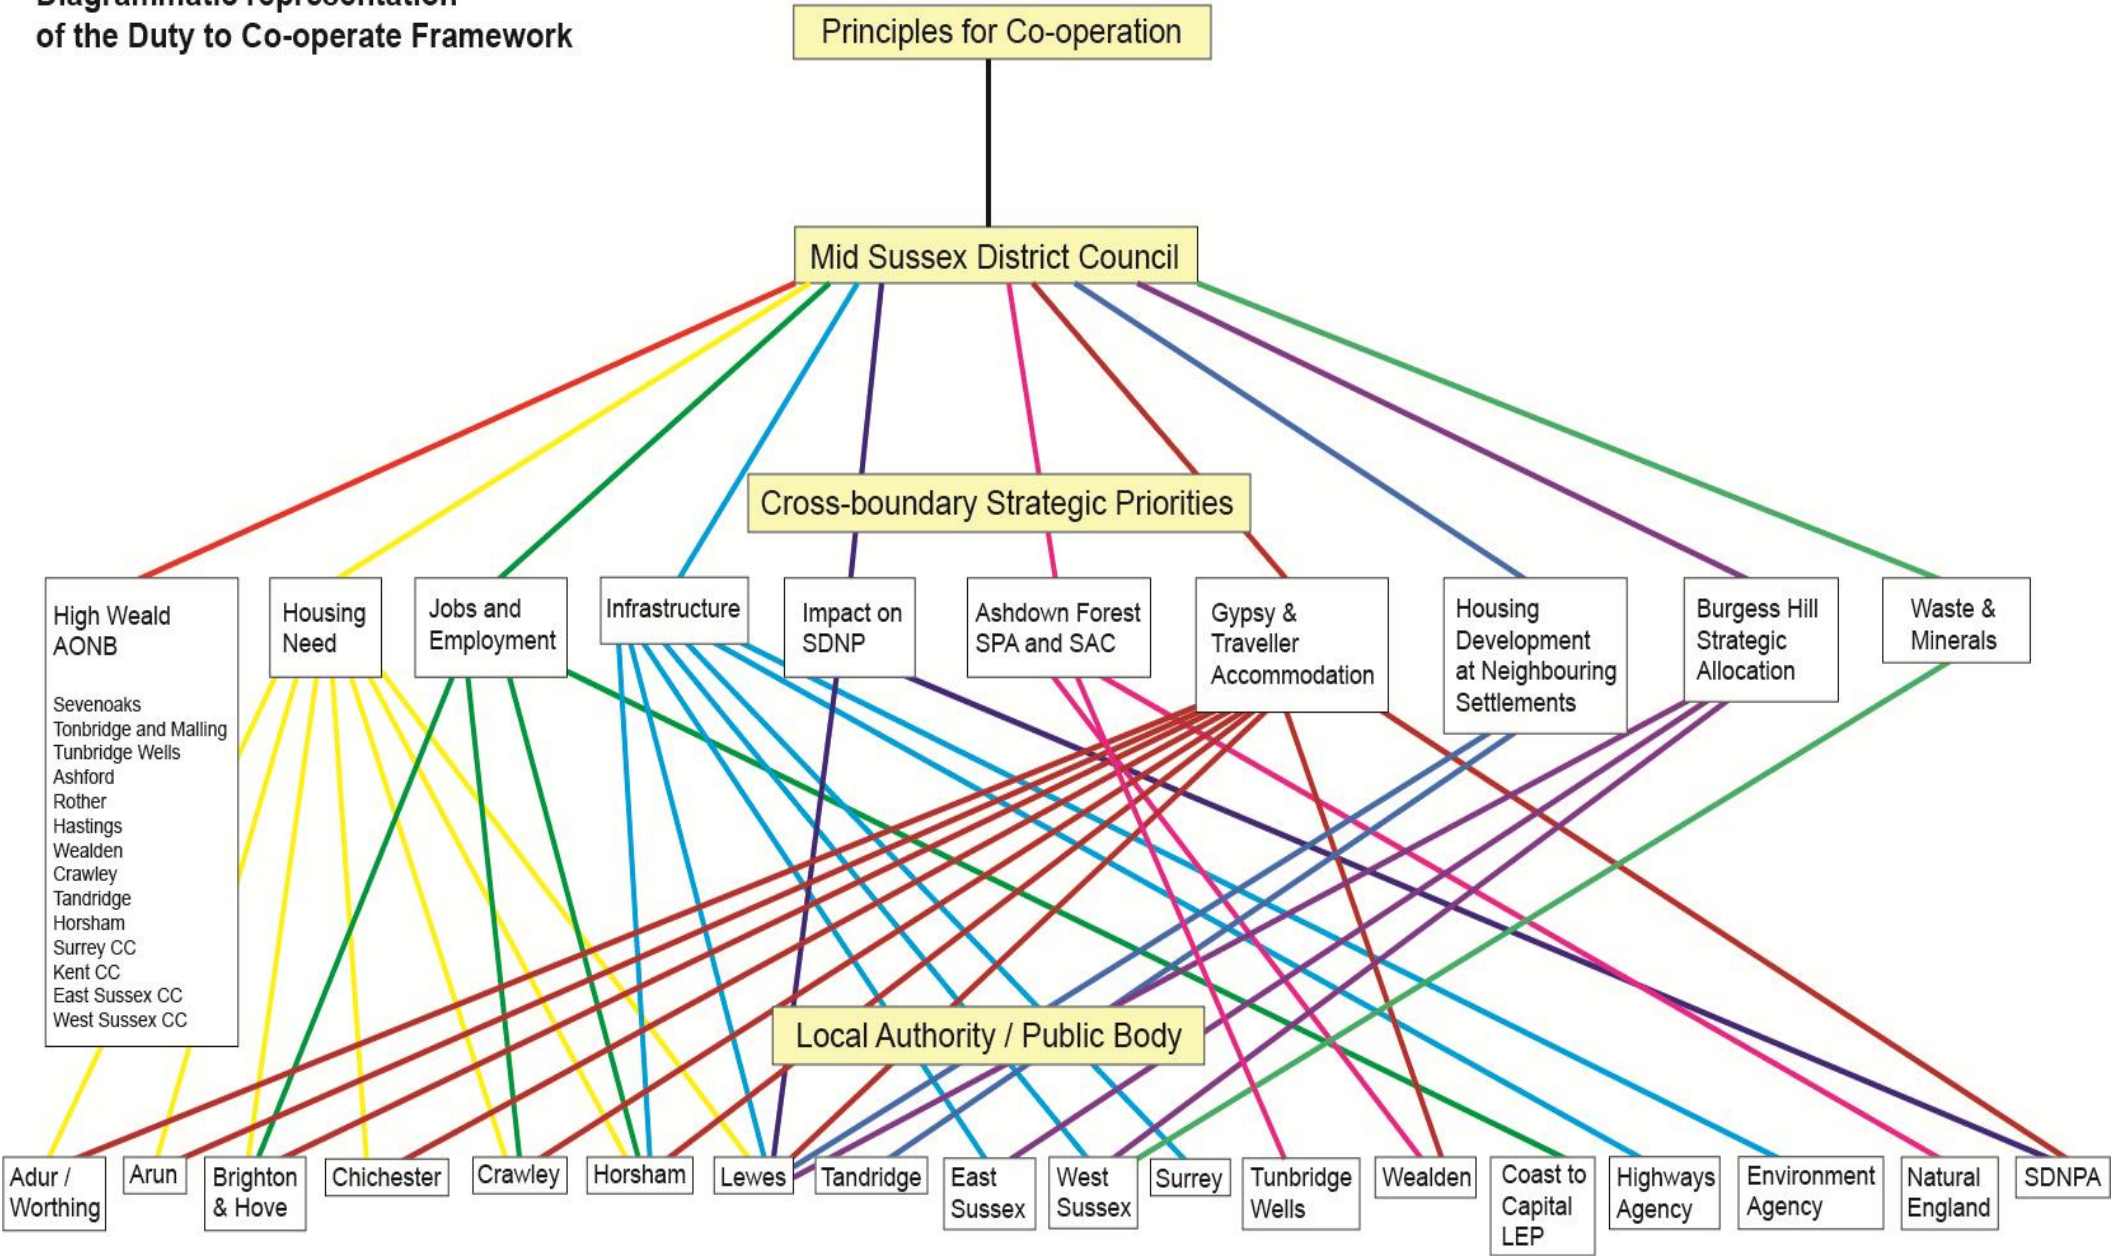 Diagrammatic representation
of the Duty to Co-operate Framework
Principles for Co-operation
Mid Sussex District Council
Cross-boundary Strategic Priorities
High Weald
AONB
Sevenoaks
Tonbridge and Malling
Tunbridge Wells
Ashford
Rother
Hastings
Wealden
Crawley
Tandridge
Horsham
Surrey CC
Kent CC
East Sussex CC
West Sussex CC
Housing
Need
Jobs and
Employment
Infrastructure
Impact on
SDNP
Ashdown Forest
SPA and SAC
Gypsy &
Traveller
Accommodation
Housing
Development
at Neighbouring
Settlements
Burgess Hill
Strategic
Allocation
Waste &
Minerals
Local Authority / Public Body
Adur /
Worthing
Arun
Brighton
& Hove
Chichester
Crawley
Horsham
Lewes
Tandridge
East
Sussex
West
Sussex
Surrey
Tunbridge
Wells
Wealden
Coast to
Capital
LEP
Highways
Agency
Environment
Agency
Natural
England
SDNPA